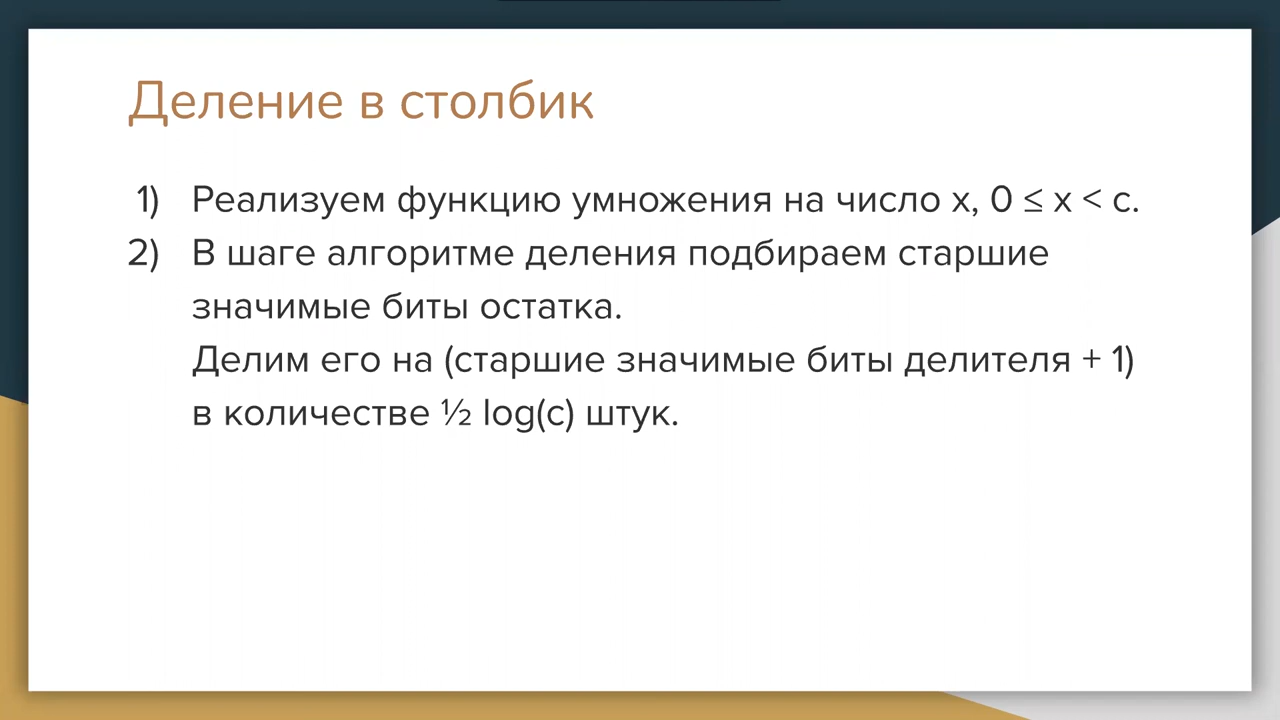 Деление в столбик
1) Реализуем функцию умножения на число x, 0 ≤ x < c.
2) В шаге алгоритме деления подбираем старшие
значимые биты остатка.
Делим его на (старшие значимые биты делителя + 1)
в количестве ½ log(c) штук.